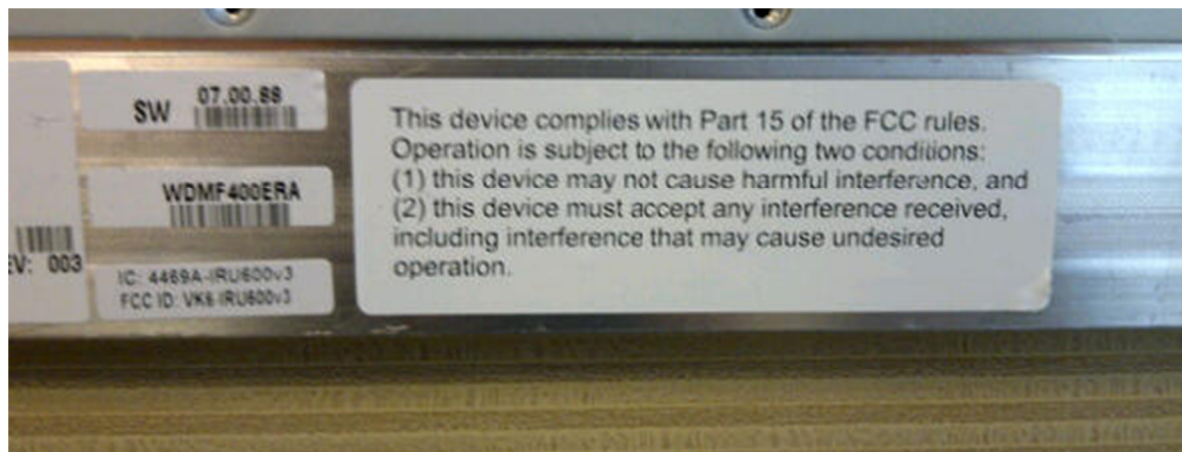 SW 07.00.88
WDMF400ERA
EV: 003
IC: 4469A-IRU600v3
FCC ID: VK6-IRU600v3
This device complies with Part 15 of the FCC rules.
Operation is subject to the following two conditions:
(1) this device may not cause harmful interference, and
(2) this device must accept any interference received,
including interference that may cause undesired
operation.